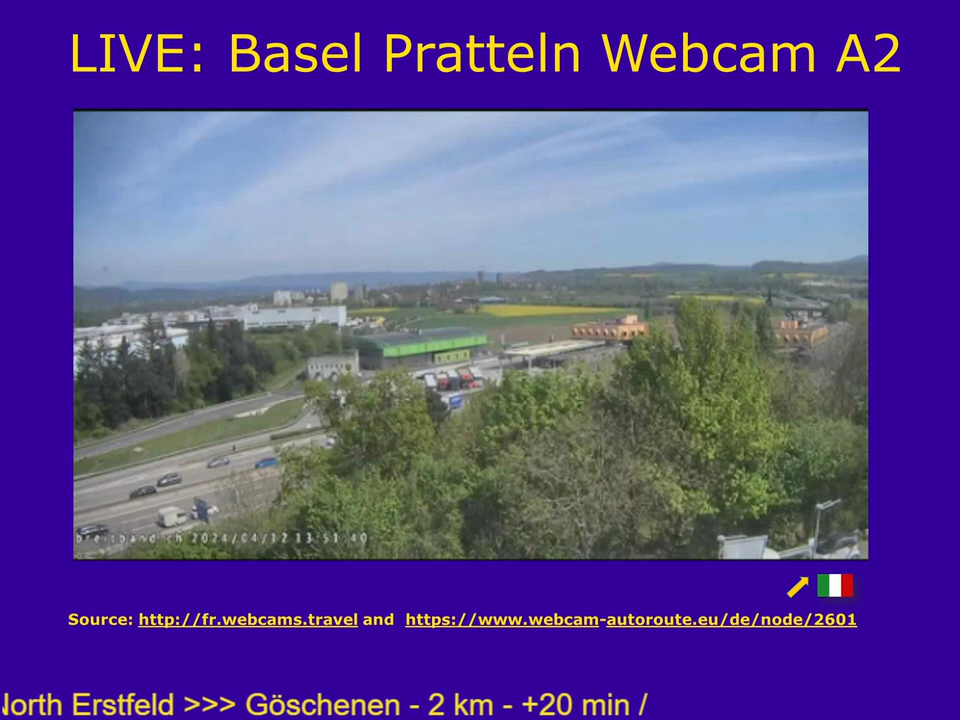 LIVE: Basel Pratteln Webcam A2
breitband.ch 2024/04/12 13:51:40
Source: http://fr.webcams.travel and https://www.webcam-autoroute.eu/de/node/2601
North Erstfeld >>> Göschenen - 2 km - +20 min /